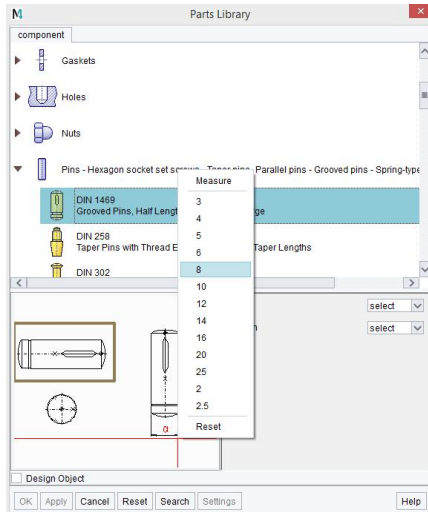 Parts Library
component
Gaskets
Holes
Nuts
Pins - Hexagon socket set Taper pins Parallel pins - Grooved pins - Spring-type
DIN 1469
Grooved Pins, Half
DIN 258
Taper Pins with Thread Taper Lengths
DIN 302
Measure
3
4
5
6
8
10
12
14
16
20
25
2
2.5
Reset
select
select
α
Design Object
OK Apply Cancel Reset Search Settings Help